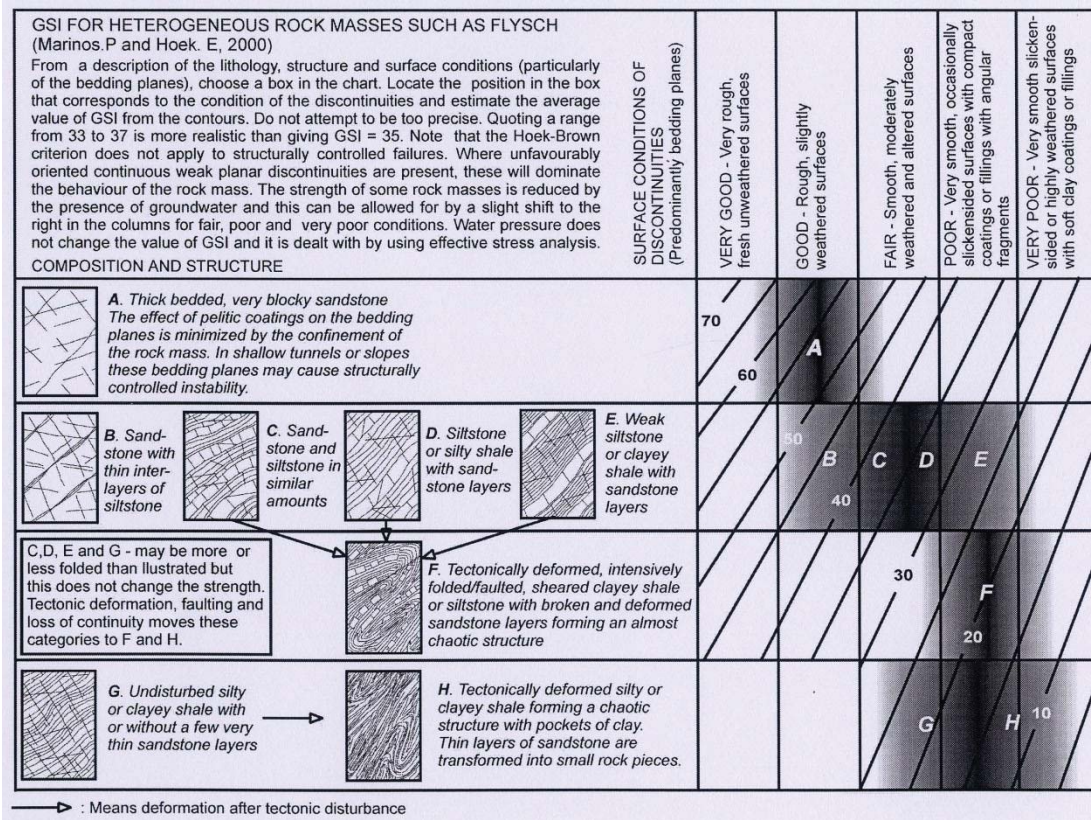 GSI FOR HETEROGENEOUS ROCK MASSES SUCH AS FLYSCH
(Marinos.P and Hoek. E, 2000)
From a description of the lithology, structure and surface conditions (particularly
of the bedding planes), choose a box in the chart. Locate the position in the box
that corresponds to the condition of the discontinuities and estimate the average
value of GSI from the contours. Do not attempt to be too precise. Quoting a range
from 33 to 37 is more realistic than giving GSI = 35. Note that the Hoek-Brown
criterion does not apply to structurally controlled failures. Where unfavourably
oriented continuous weak planar discontinuities are present, these will dominate
the behaviour of the rock mass. The strength of some rock masses is reduced by
the presence of groundwater and this can be allowed for by a slight shift to the
right in the columns for fair, poor and very poor conditions. Water pressure does
not change the value of GSI and it is dealt with by using effective stress analysis.
COMPOSITION AND STRUCTURE
SURFACE CONDITIONS OF
DISCONTINUITIES
(Predominantly bedding planes)
VERY GOOD - Very rough,
fresh unweathered surfaces
GOOD - Rough, slightly
weathered surfaces
FAIR - Smooth, moderately
weathered and altered surfaces
POOR - Very smooth, occasionally
slickensided surfaces with compact
coatings or fillings with angular
fragments
VERY POOR - Very smooth slicken-
sided or highly weathered surfaces
with soft clay coatings or fillings
A. Thick bedded, very blocky sandstone
The effect of pelitic coatings on the bedding
planes is minimized by the confinement of
the rock mass. In shallow tunnels or slopes
these bedding planes may cause structurally
controlled instability.
70
60
A
B. Sand-
stone with
thin inter-
layers of
siltstone
C. Sand-
stone and
siltstone in
similar
amounts
D. Siltstone
or silty shale
with sand-
stone layers
E. Weak
siltstone
or clayey
shale with
sandstone
layers
50
B
C
D
E
40
C,D, E and G - may be more or
less folded than llustrated but
this does not change the strength.
Tectonic deformation, faulting and
loss of continuity moves these
categories to F and H.
F. Tectonically deformed, intensively
folded/faulted, sheared clayey shale
or siltstone with broken and deformed
sandstone layers forming an almost
chaotic structure
30
F
20
G. Undisturbed silty
or clayey shale with
or without a few very
thin sandstone layers
H. Tectonically deformed silty or
clayey shale forming a chaotic
structure with pockets of clay.
Thin layers of sandstone are
transformed into small rock pieces.
G
H
10
: Means deformation after tectonic disturbance